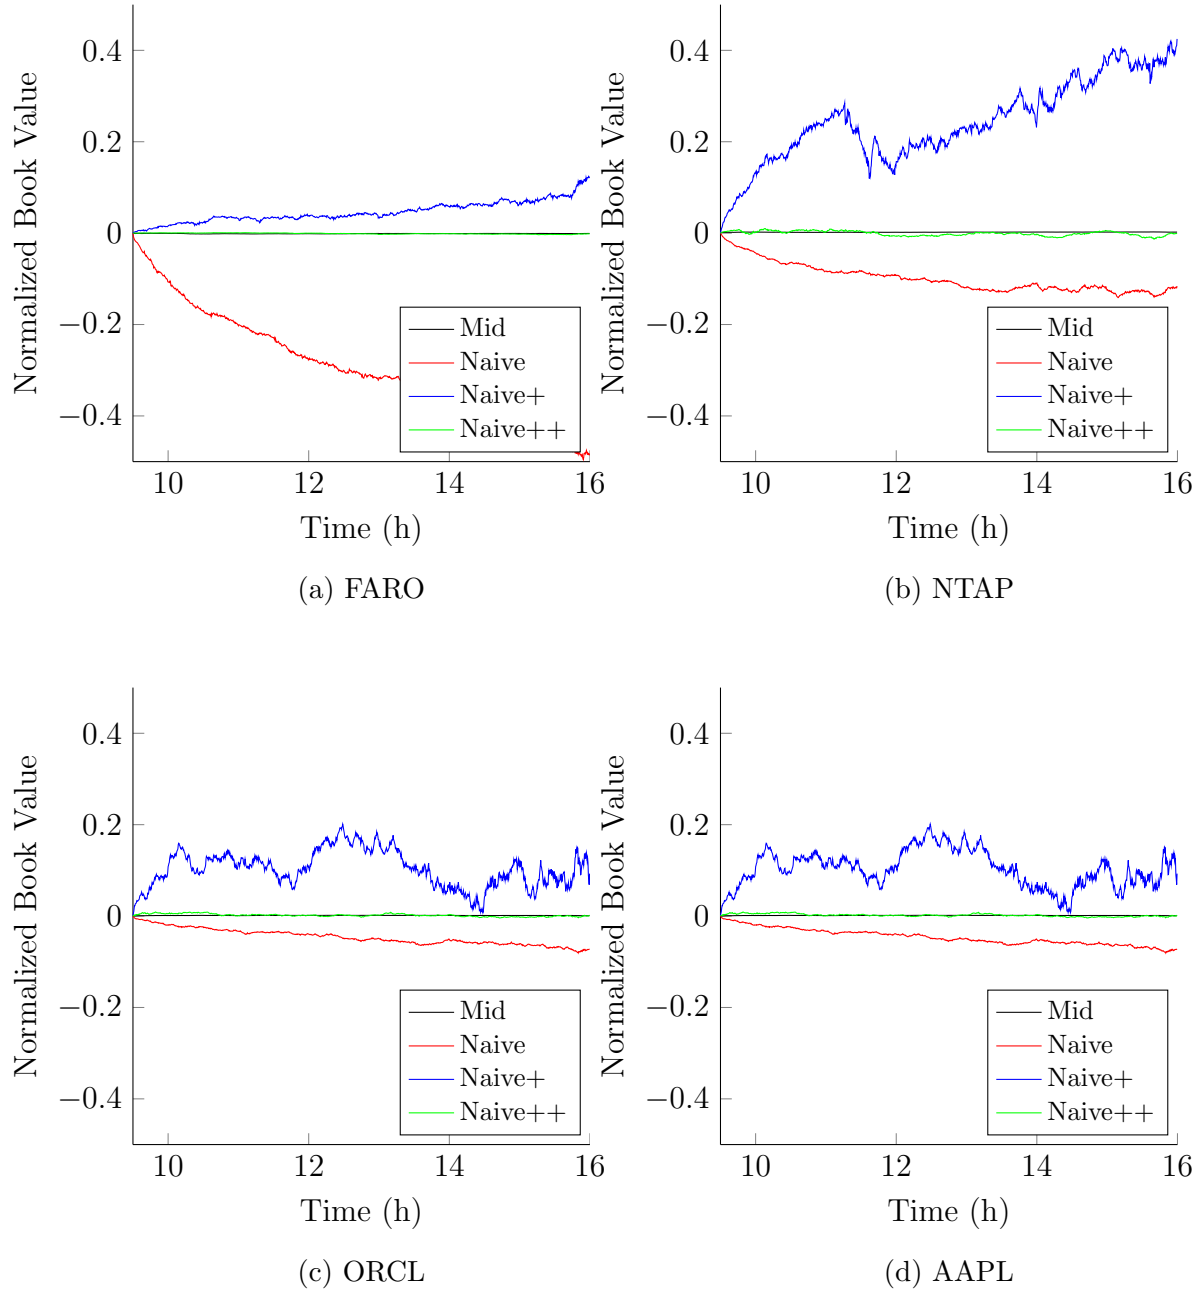 0.4
0.2
0
−0.2
−0.4
Normalized Book Value
10
12
14
16
Time (h)
Mid
Naive
Naive+
Naive++
(a) FARO
0.4
0.2
0
−0.2
−0.4
Normalized Book Value
10
12
14
16
Time (h)
Mid
Naive
Naive+
Naive++
(b) NTAP
0.4
0.2
0
−0.2
−0.4
Normalized Book Value
10
12
14
16
Time (h)
Mid
Naive
Naive+
Naive++
(c) ORCL
0.4
0.2
0
−0.2
−0.4
Normalized Book Value
10
12
14
16
Time (h)
Mid
Naive
Naive+
Naive++
(d) AAPL